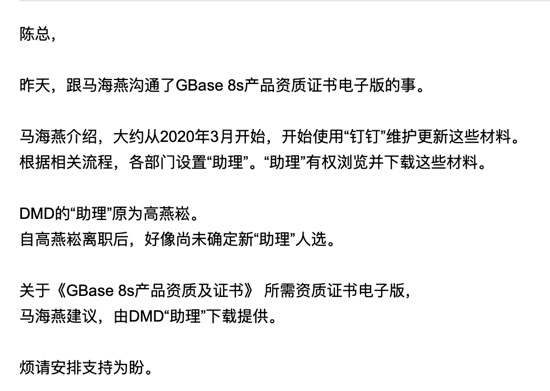 陈总，
昨天，跟马海燕沟通了GBase 8s产品资质证书电子版的事。
马海燕介绍，大约从2020年3月开始，开始使用“钉钉”维护更新这些材料。
根据相关流程，各部门设置“助理”。“助理”有权浏览并下载这些材料。
DMD的“助理”原为高燕崧。
自高燕崧离职后，好像尚未确定新“助理”人选。
关于《GBase 8s产品资质及证书》 所需资质证书电子版，
马海燕建议，由DMD“助理”下载提供。
烦请安排支持为盼。